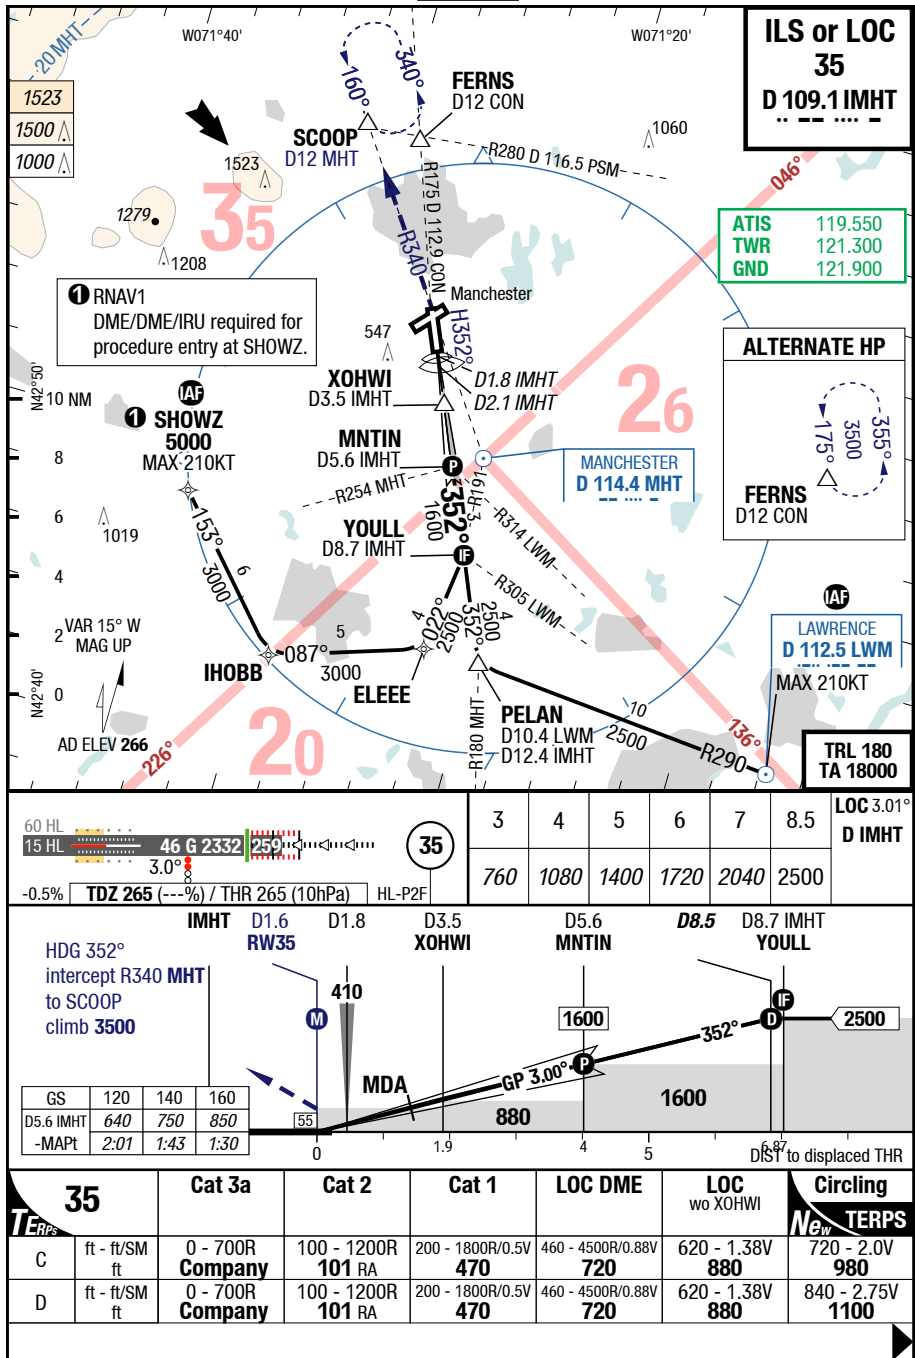 20 MHT
W071°40'
W071°20'
ILS or LOC
35
D 109.1 IMHT
1523
1500
1000
160°
340°
FERNS
D12 CON
SCOOP
D12 MHT
1060
R280 D 116.5 PSM
046°
1523
35
1279
1208
R175 D 112.9 CON
R340
ATIS 119.550
TWR 121.300
GND 121.900
1 RNAV1
DME/DME/IRU required for
procedure entry at SHOWZ.
Manchester
H352°
547
ALTERNATE HP
175°
3500
355°
FERNS
D12 CON
N42°50'
10 NM
8
6
4
2
0
N42°40'
XOHWI
D3.5 IMHT
D1.8 IMHT
D2.1 IMHT
26
IAF
1 SHOWZ
5000
MAX 210KT
MNTIN
D5.6 IMHT
P
MANCHESTER
D 114.4 MHT
R254 MHT
352°
1600
3
R191
R314 LWM
R305 LWM
YOULL
D8.7 IMHT
IF
1019
153°
6
3000
022°
4
2500
352°
4
2500
IAF
LAWRENCE
D 112.5 LWM
MAX 210KT
VAR 15° W
MAG UP
AD ELEV 266
087°
5
3000
IHOBB
ELEEE
PELAN
D10.4 LWM
D12.4 IMHT
R180 MHT
10
2500
R290
136°
226°
20
TRL 180
TA 18000
60 HL
15 HL
46 G 2332
259
3.0°
-0.5%
TDZ 265 (---%) / THR 265 (10hPa)
HL-P2F
35
3 4 5 6 7 8.5
LOC 3.01°
D IMHT
760 1080 1400 1720 2040 2500
IMHT D1.6 D1.8 D3.5 D5.6 D8.5 D8.7 IMHT
RW35 XOHWI MNTIN YOULL
HDG 352°
intercept R340 MHT
to SCOOP
climb 3500
M
410
1600
352°
D
IF
2500
P
GP 3.00°
MDA
880
1600
55
GS 120 140 160
D5.6 IMHT 640 750 850
-MAPt 2:01 1:43 1:30
0 1.9 4 5 6.87
DIST to displaced THR
TERPs
35
Cat 3a
Cat 2
Cat 1
LOC DME
LOC
wo XOHWI
Circling
New TERPS
C ft - ft/SM 0 - 700R 100 - 1200R 200 - 1800R/0.5V 460 - 4500R/0.88V 620 - 1.38V 720 - 2.0V
ft Company 101 RA 470 720 880 980
D ft - ft/SM 0 - 700R 100 - 1200R 200 - 1800R/0.5V 460 - 4500R/0.88V 620 - 1.38V 840 - 2.75V
ft Company 101 RA 470 720 880 1100